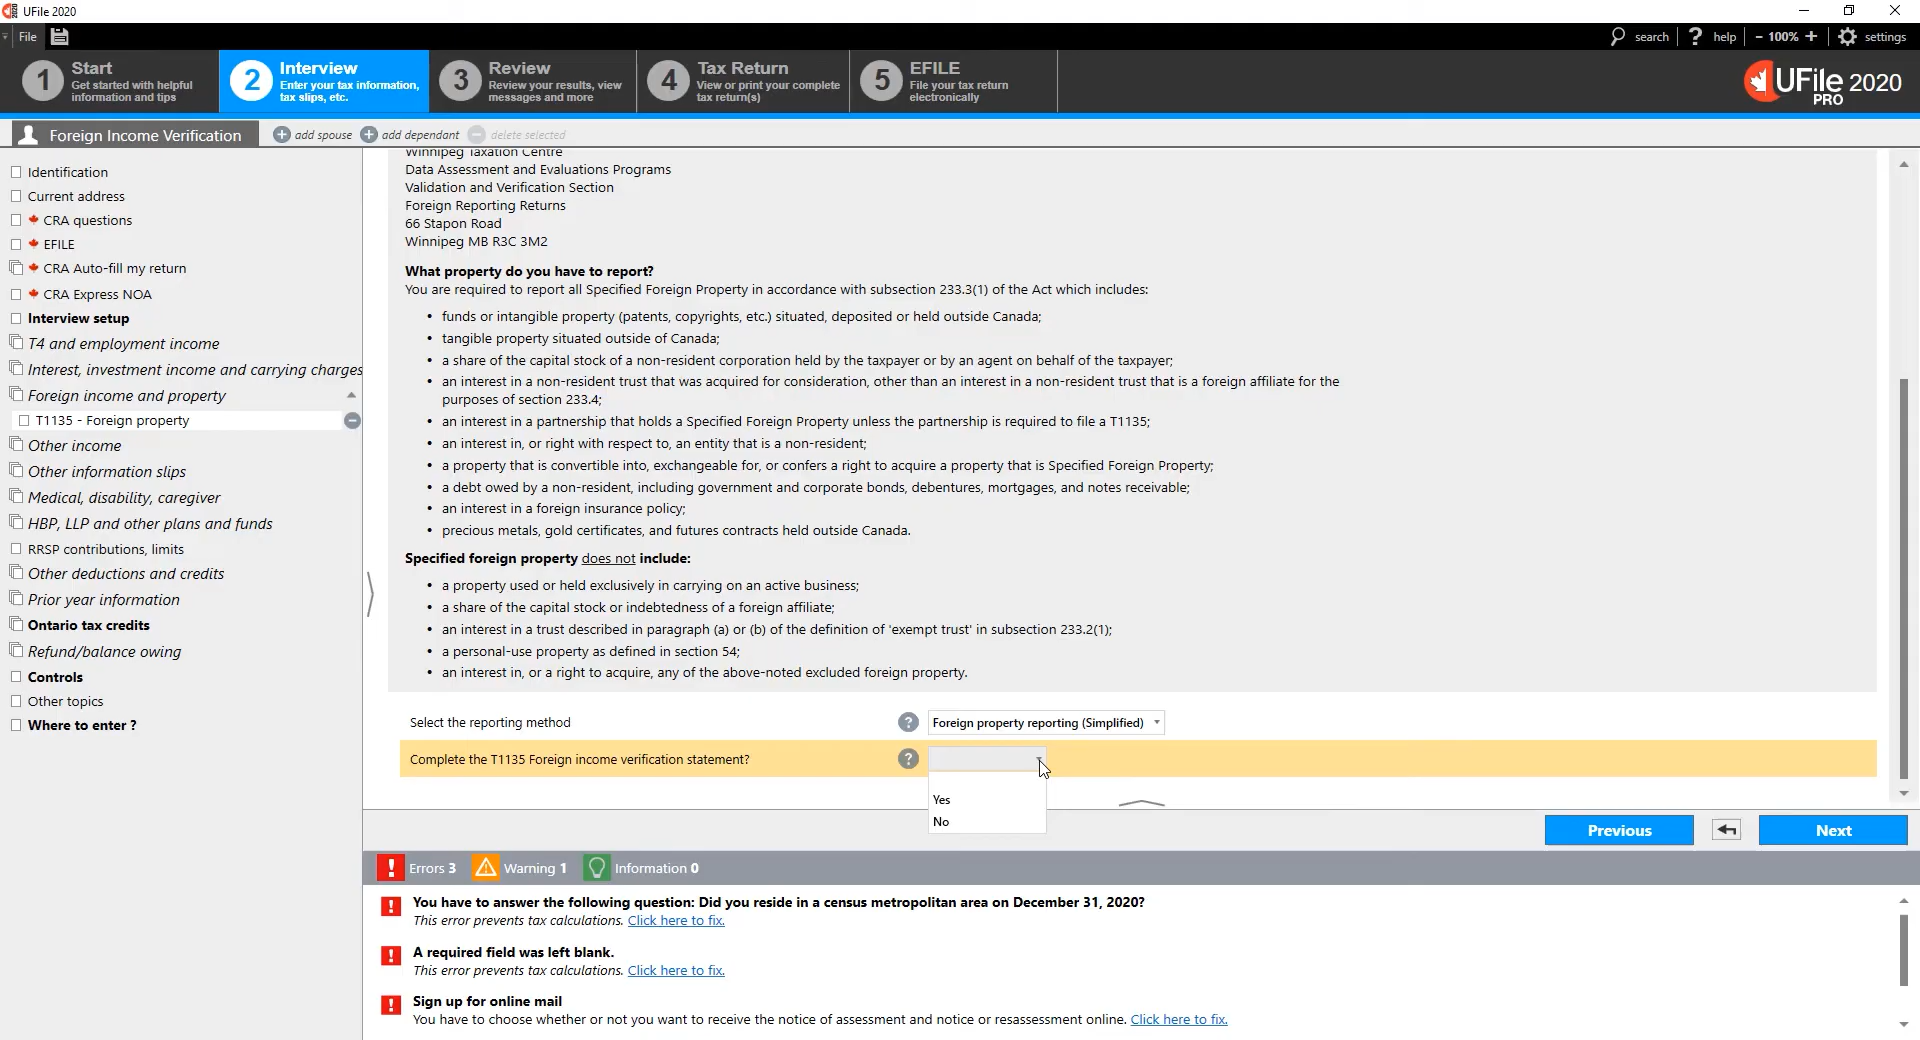 UFile 2020
File
search
help
- 100% +
settings
1
Start
Get started with helpful
information and tips
2
Interview
Enter your tax information,
tax slips, etc.
3
Review
Review your results, view
messages and more
4
Tax Return
View or print your complete
tax return(s)
5
EFILE
File your tax return
electronically
UFile 2020
PRO
Foreign Income Verification
add spouse
add dependant
delete selected
Identification
Current address
CRA questions
EFILE
CRA Auto-fill my return
CRA Express NOA
Interview setup
T4 and employment income
Interest, investment income and carrying charges
Foreign income and property
T1135 - Foreign property
Other income
Other information slips
Medical, disability, caregiver
HBP, LLP and other plans and funds
RRSP contributions, limits
Other deductions and credits
Prior year information
Ontario tax credits
Refund/balance owing
Controls
Other topics
Where to enter ?
Winnipeg Taxation Centre
Data Assessment and Evaluations Programs
Validation and Verification Section
Foreign Reporting Returns
66 Stapon Road
Winnipeg MB R3C 3M2
What property do you have to report?
You are required to report all Specified Foreign Property in accordance with subsection 233.3(1) of the Act which includes:
• funds or intangible property (patents, copyrights, etc.) situated, deposited or held outside Canada;
• tangible property situated outside of Canada;
• a share of the capital stock of a non-resident corporation held by the taxpayer or by an agent on behalf of the taxpayer;
• an interest in a non-resident trust that was acquired for consideration, other than an interest in a non-resident trust that is a foreign affiliate for the
purposes of section 233.4;
• an interest in a partnership that holds a Specified Foreign Property unless the partnership is required to file a T1135;
• an interest in, or right with respect to, an entity that is a non-resident;
• a property that is convertible into, exchangeable for, or confers a right to acquire a property that is Specified Foreign Property;
• a debt owed by a non-resident, including government and corporate bonds, debentures, mortgages, and notes receivable;
• an interest in a foreign insurance policy;
• precious metals, gold certificates, and futures contracts held outside Canada.
Specified foreign property does not include:
• a property used or held exclusively in carrying on an active business;
• a share of the capital stock or indebtedness of a foreign affiliate;
• an interest in a trust described in paragraph (a) or (b) of the definition of 'exempt trust' in subsection 233.2(1);
• a personal-use property as defined in section 54;
• an interest in, or a right to acquire, any of the above-noted excluded foreign property.
Select the reporting method
? Foreign property reporting (Simplified)
Complete the T1135 Foreign income verification statement?
?
Yes
No
Previous
Next
Errors 3
Warning 1
Information 0
You have to answer the following question: Did you reside in a census metropolitan area on December 31, 2020?
This error prevents tax calculations. Click here to fix.
A required field was left blank.
This error prevents tax calculations. Click here to fix.
Sign up for online mail
You have to choose whether or not you want to receive the notice of assessment and notice or resassessment online. Click here to fix.